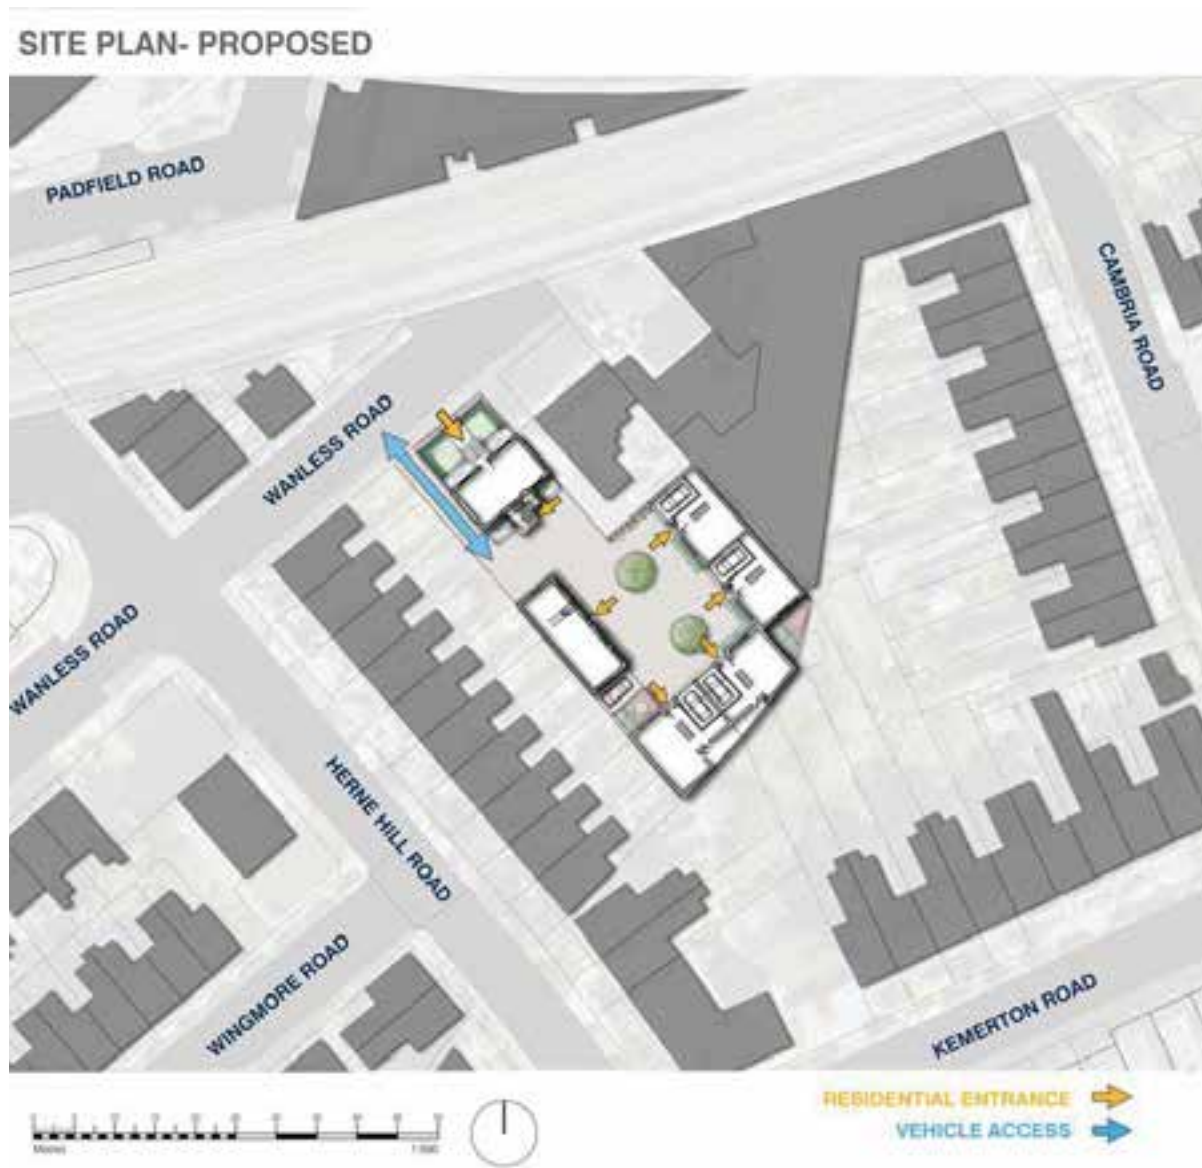 SITE PLAN- PROPOSED
PADFIELD ROAD
CAMBRIA ROAD
WANLESS ROAD
WANLESS ROAD
HERNE HILL ROAD
WINGMORE ROAD
KEMERTON ROAD
RESIDENTIAL ENTRANCE
VEHICLE ACCESS
Metres